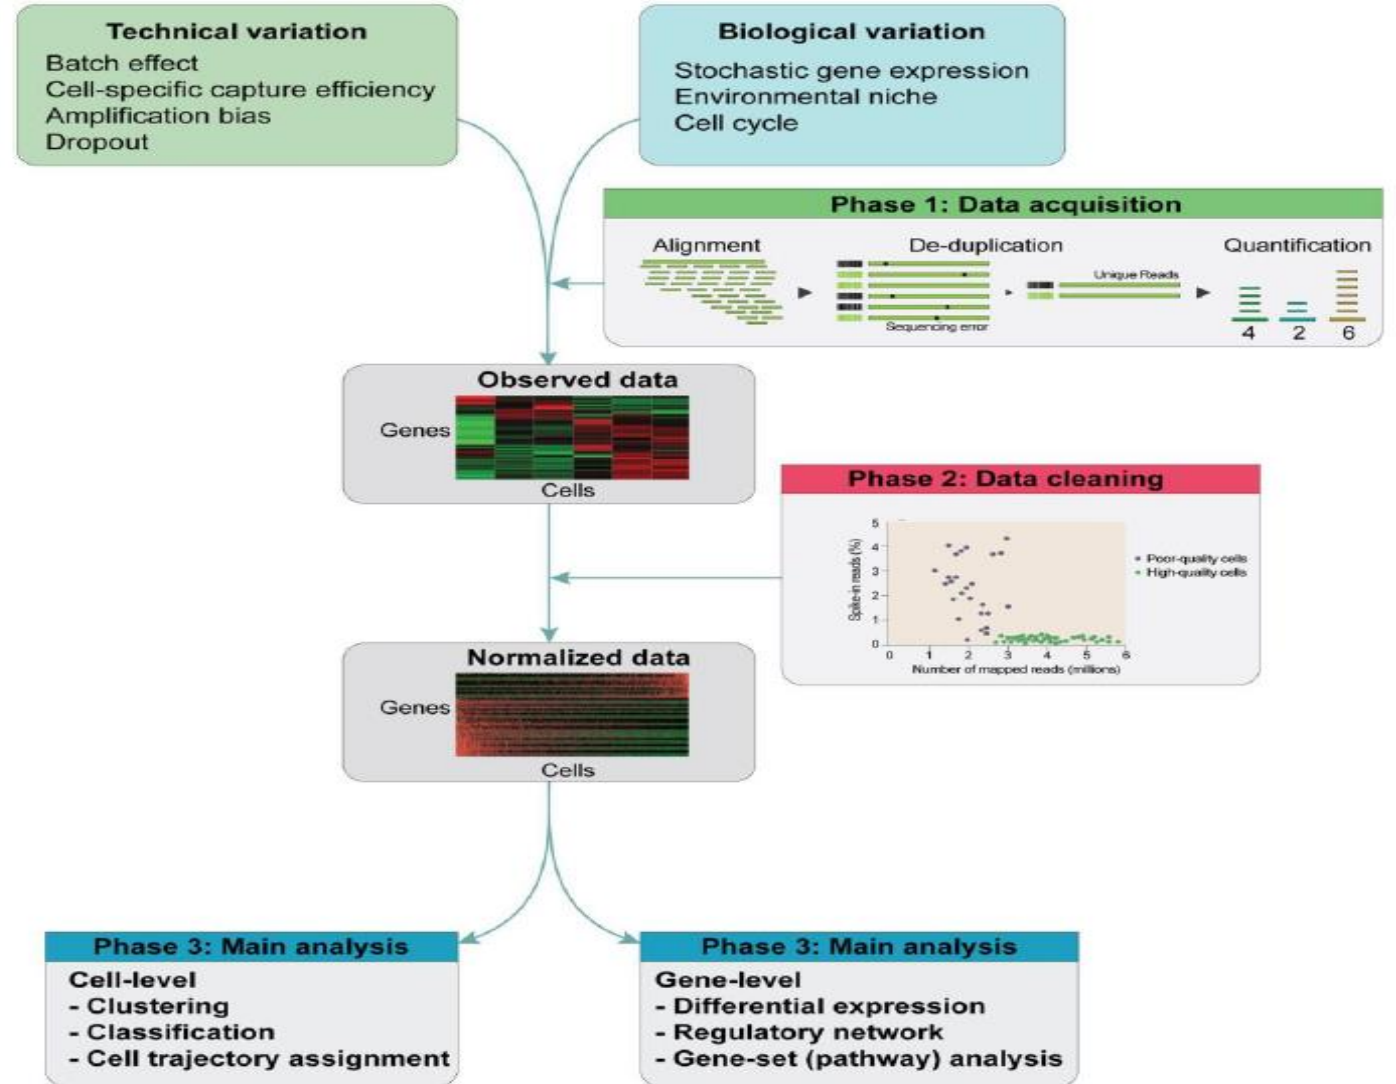 Technical variation
Batch effect
Cell-specific capture efficiency
Amplification bias
Dropout
Biological variation
Stochastic gene expression
Environmental niche
Cell cycle
Phase 1: Data acquisition
Alignment
De-duplication
Quantification
Unique Reads
Sequencing error
4 2 6
Observed data
Genes
Cells
Phase 2: Data cleaning
Spike-in reads (%)
5
4
3
2
1
0
0 1 2 3 4 5 6
Number of mapped reads (millions)
Poor-quality cells
High-quality cells
Normalized data
Genes
Cells
Phase 3: Main analysis
Cell-level
- Clustering
- Classification
- Cell trajectory assignment
Phase 3: Main analysis
Gene-level
- Differential expression
- Regulatory network
- Gene-set (pathway) analysis